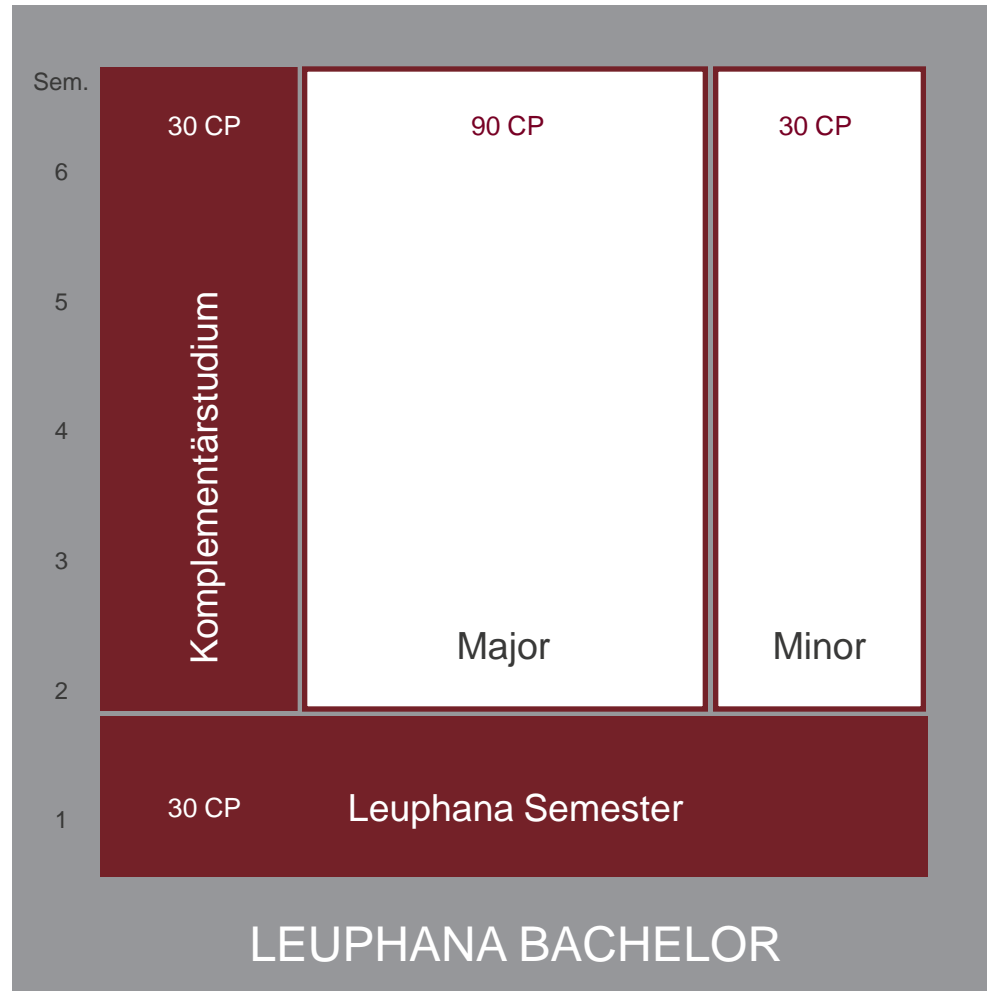 Sem.
30 CP
90 CP
30 CP
6
5
4
3
2
1
Komplementärstudium
Major
Minor
30 CP
Leuphana Semester
LEUPHANA BACHELOR